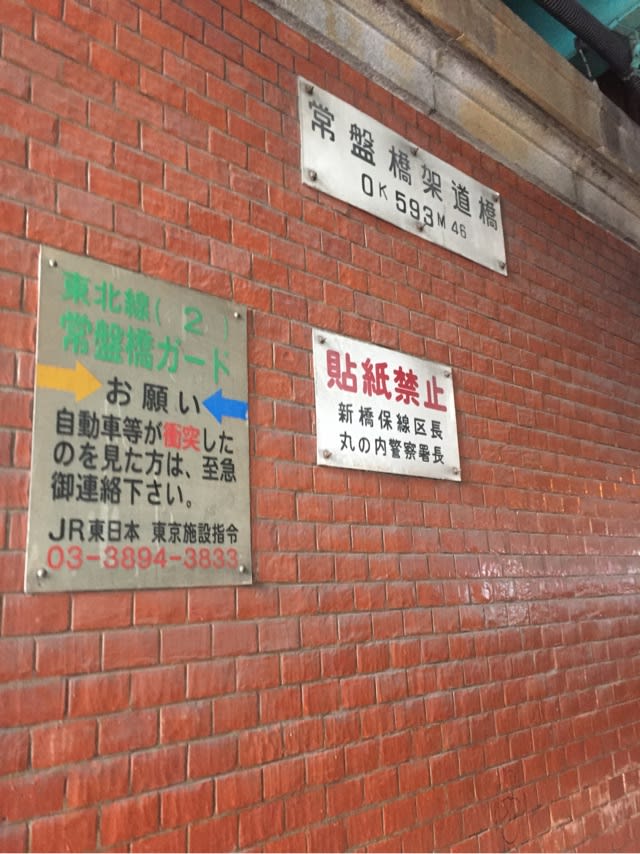 常盤橋架道橋
0K593M46
東北線(2)
常盤橋ガード
お願い
自動車等が衝突した
のを見た方は、至急
御連絡下さい。
JR東日本 東京施設指令
03-3894-3833
貼紙禁止
新橋保線区長
丸の内警察署長